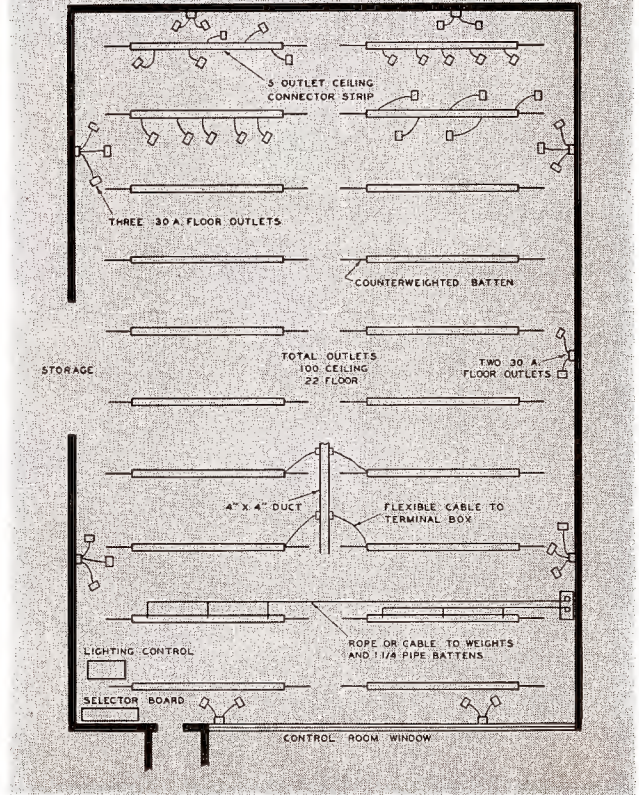 5 OUTLET CEILING
CONNECTOR STRIP
THREE 30 A. FLOOR OUTLETS
COUNTERWEIGHTED BATTEN
STORAGE
TOTAL OUTLETS
100 CEILING
22 FLOOR
TWO 30 A.
FLOOR OUTLETS
4" X 4" DUCT
FLEXIBLE CABLE TO
TERMINAL BOX
ROPE OR CABLE TO WEIGHTS
AND 1 1/4 PIPE BATTENS
LIGHTING CONTROL
SELECTOR BOARD
CONTROL ROOM WINDOW